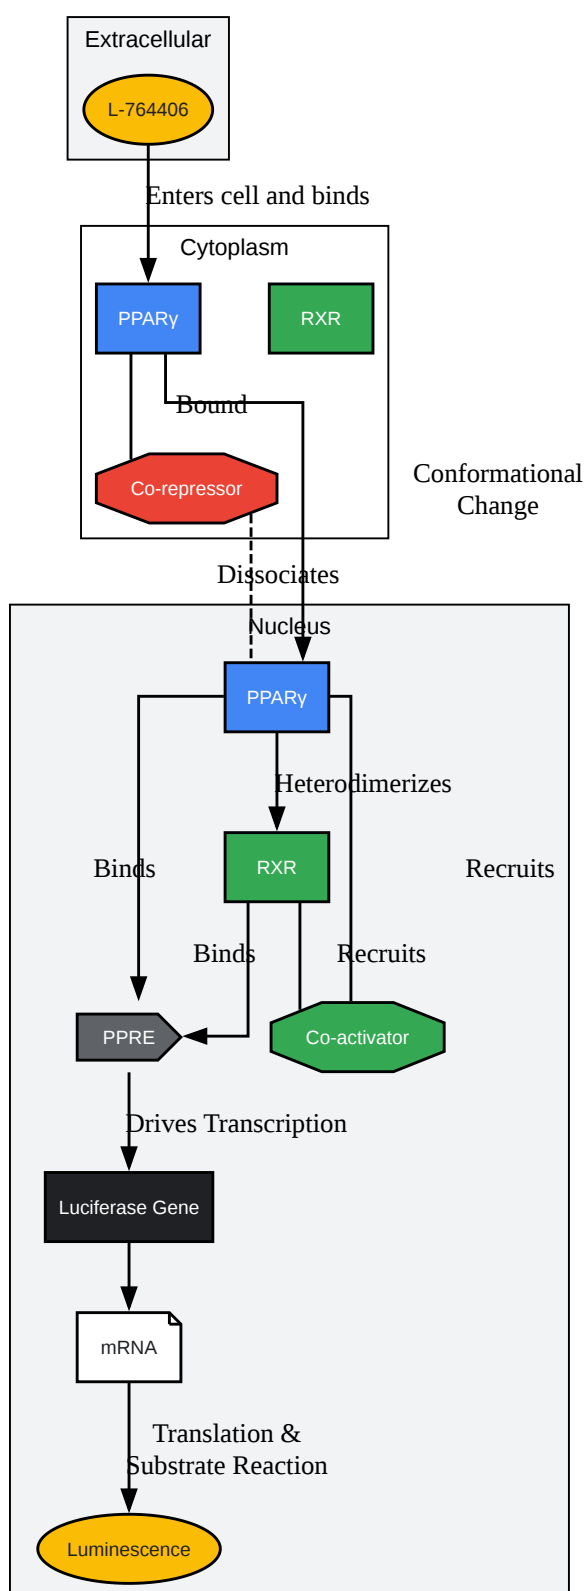 Extracellular
L-764406
Enters cell and binds
Cytoplasm
PPARγ
RXR
Bound
Co-repressor
Conformational
Change
Dissociates
Nucleus
PPARγ
Heterodimerizes
RXR
Binds
Recruits
Binds
Recruits
PPRE
Co-activator
Drives Transcription
Luciferase Gene
mRNA
Translation &
Substrate Reaction
Luminescence